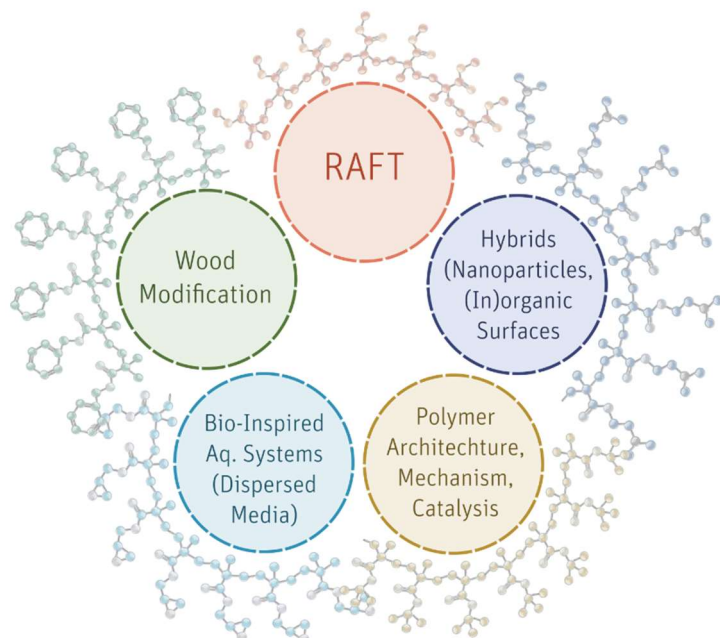 RAFT
Hybrids
(Nanoparticles,
(In)organic
Surfaces
Polymer
Architechture,
Mechanism,
Catalysis
Bio-Inspired
Aq. Systems
(Dispersed
Media)
Wood
Modification